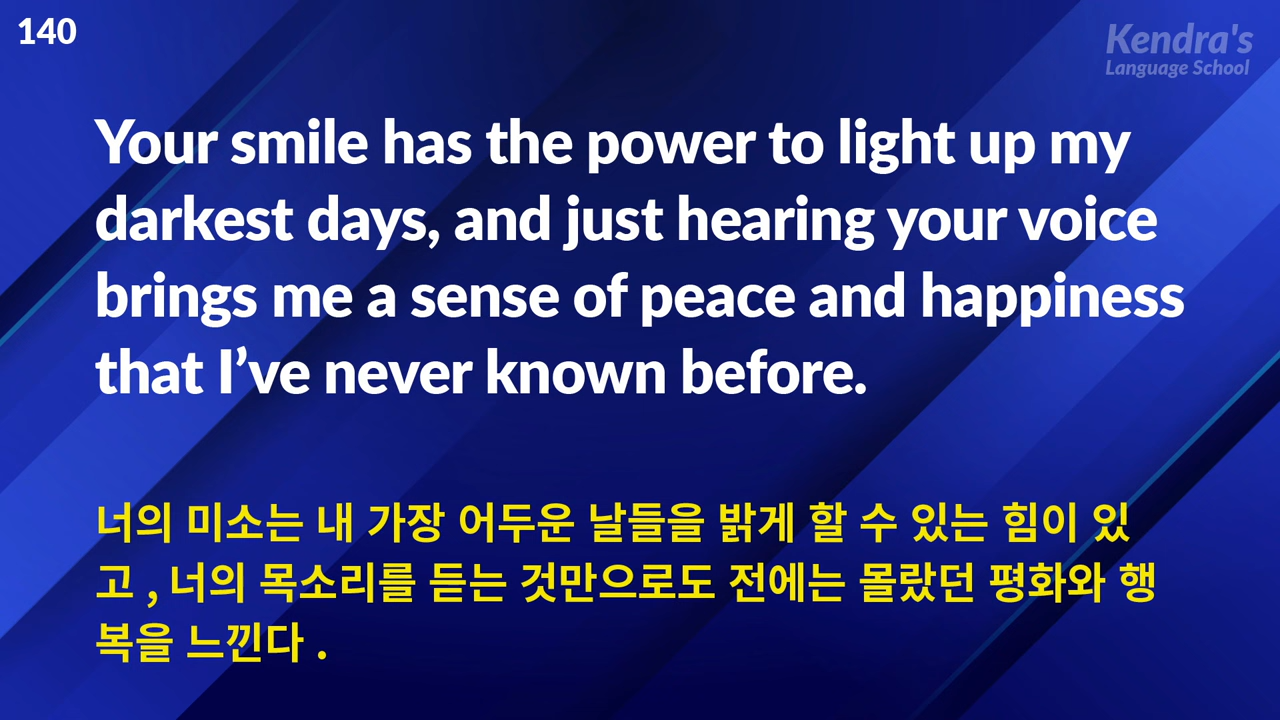 140
Kendra's
Language School
Your smile has the power to light up my
darkest days, and just hearing your voice
brings me a sense of peace and happiness
that I’ve never known before.
너의 미소는 내 가장 어두운 날들을 밝게 할 수 있는 힘이 있
고 , 너의 목소리를 듣는 것만으로도 전에는 몰랐던 평화와 행
복을 느낀다 .